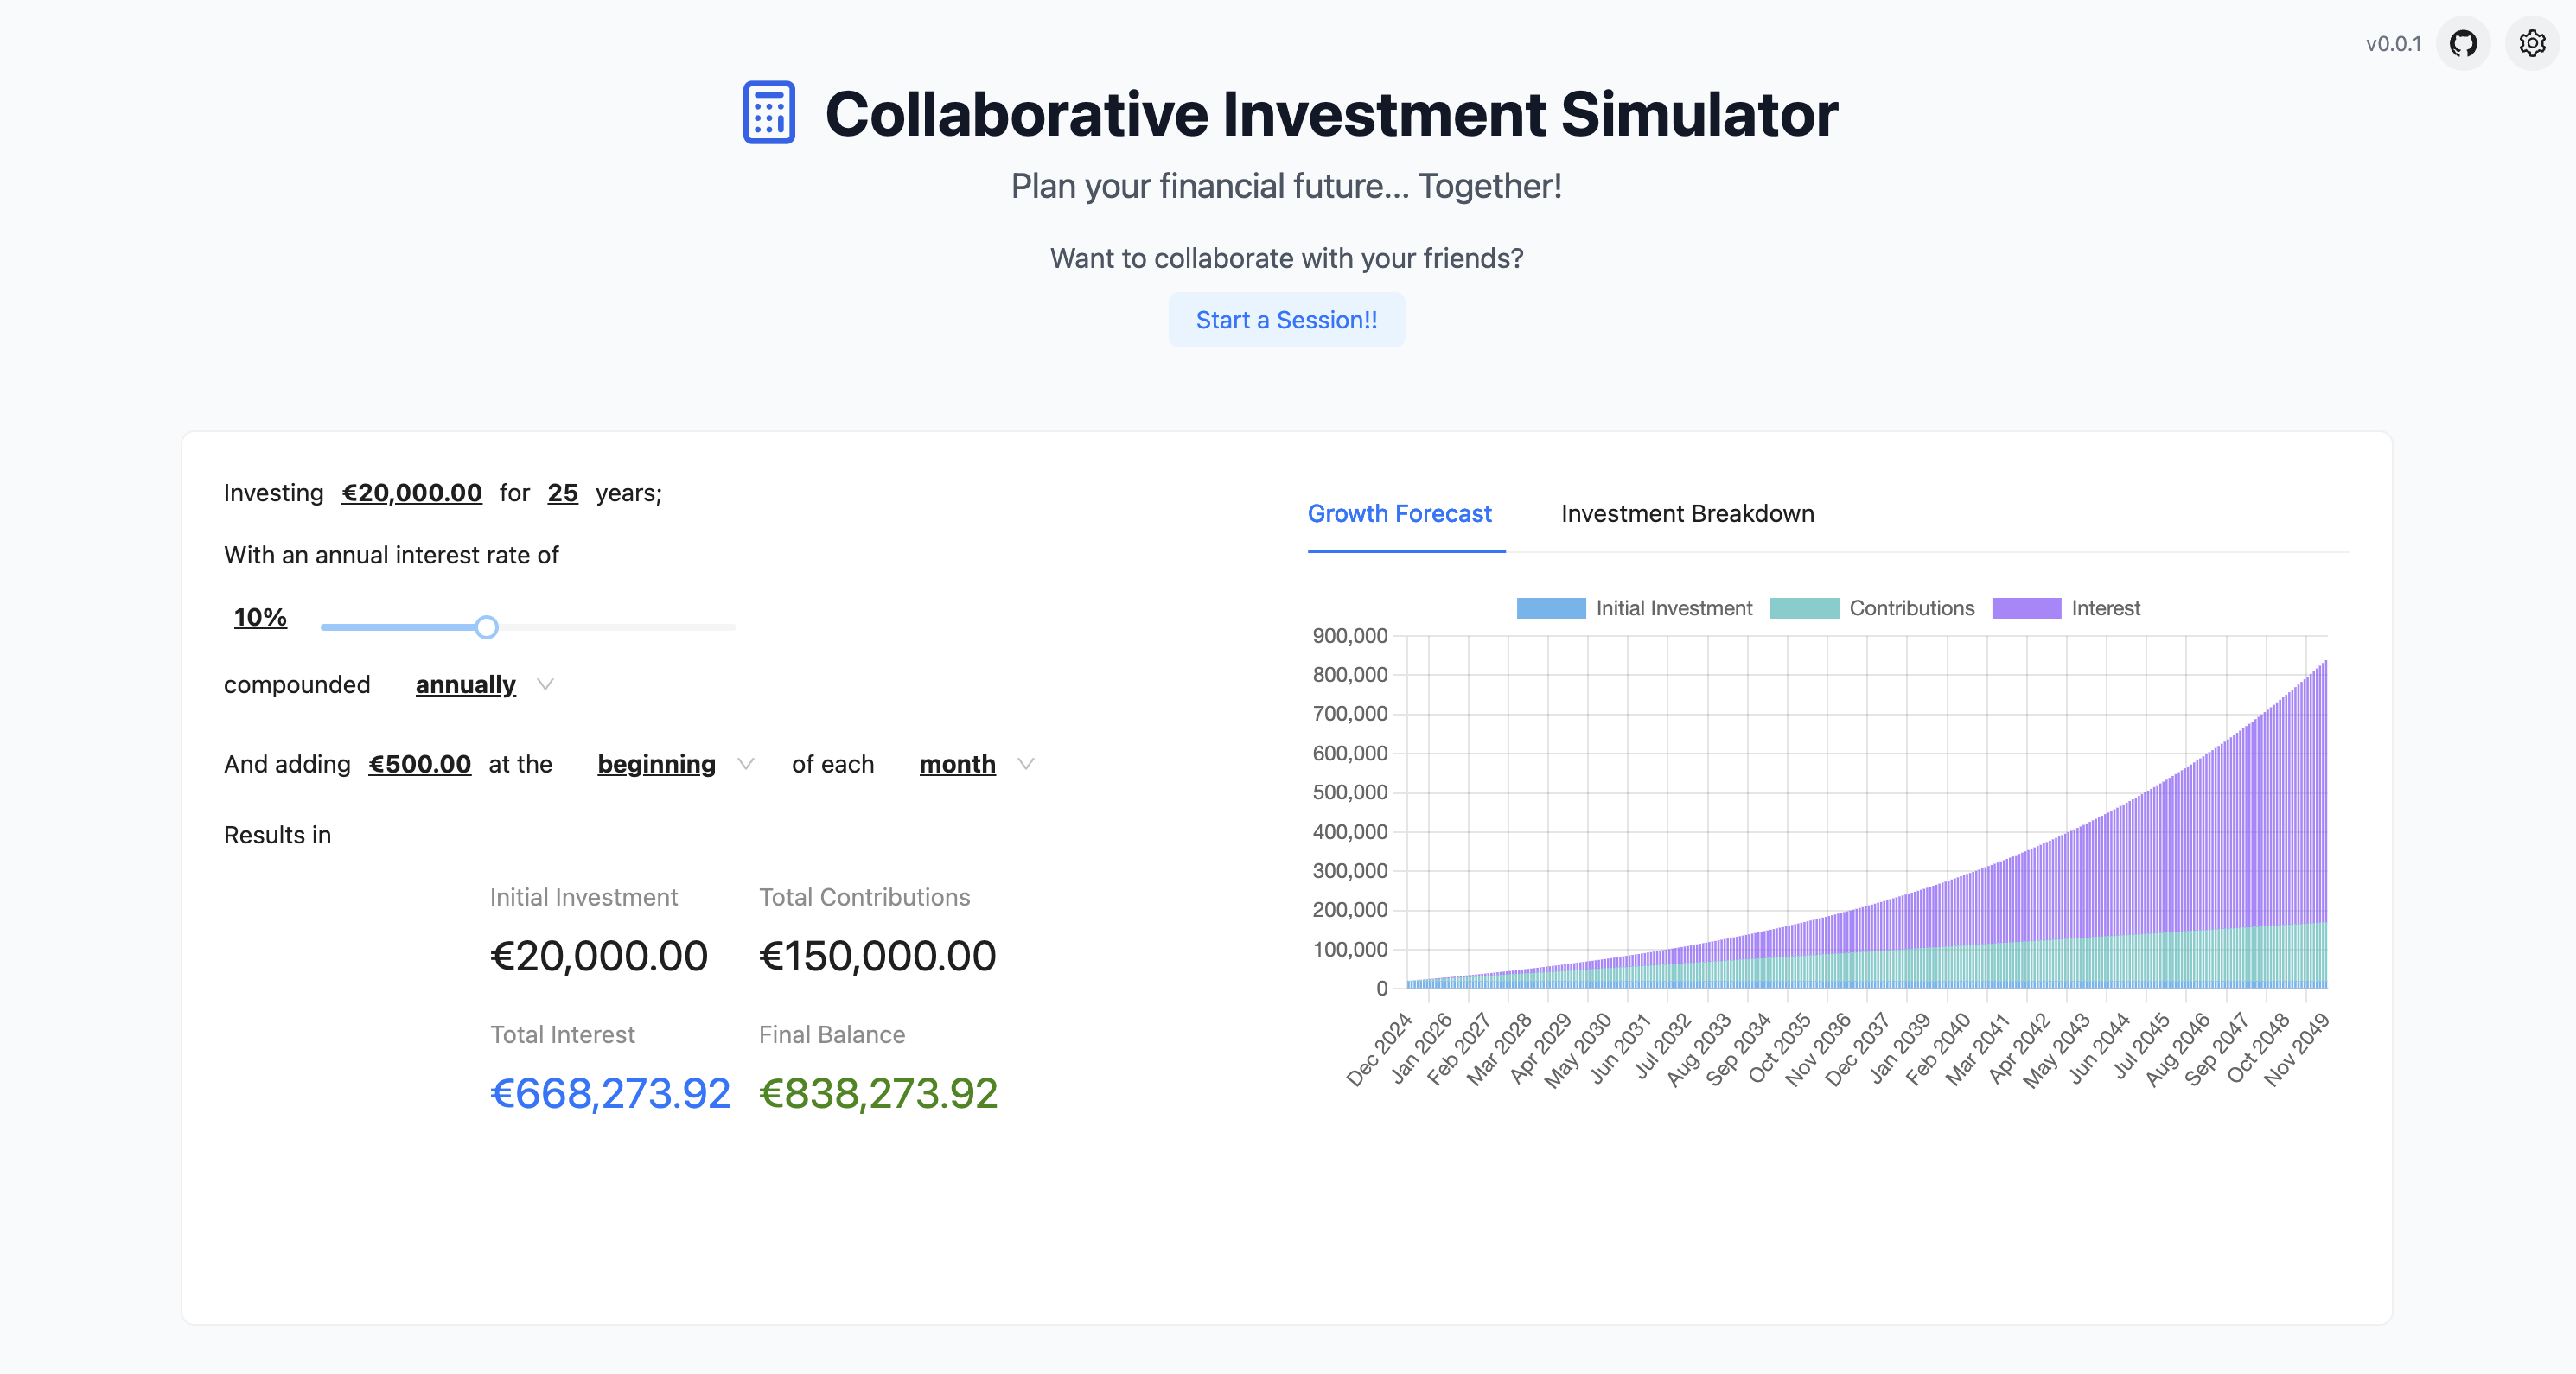 v0.0.1
Collaborative Investment Simulator
Plan your financial future... Together!
Want to collaborate with your friends?
Start a Session!!
Investing €20,000.00 for 25 years;
With an annual interest rate of
10%
compounded annually
And adding €500.00 at the beginning of each month
Results in
Initial Investment Total Contributions
€20,000.00 €150,000.00
Total Interest Final Balance
€668,273.92 €838,273.92
Growth Forecast Investment Breakdown
Initial Investment Contributions Interest
900,000
800,000
700,000
600,000
500,000
400,000
300,000
200,000
100,000
0
Dec 2024
Jan 2026
Feb 2027
Mar 2028
Apr 2029
May 2030
Jun 2031
Jul 2032
Aug 2033
Sep 2034
Oct 2035
Nov 2036
Dec 2037
Jan 2039
Feb 2040
Mar 2041
Apr 2042
May 2043
Jun 2044
Jul 2045
Aug 2046
Sep 2047
Oct 2048
Nov 2049